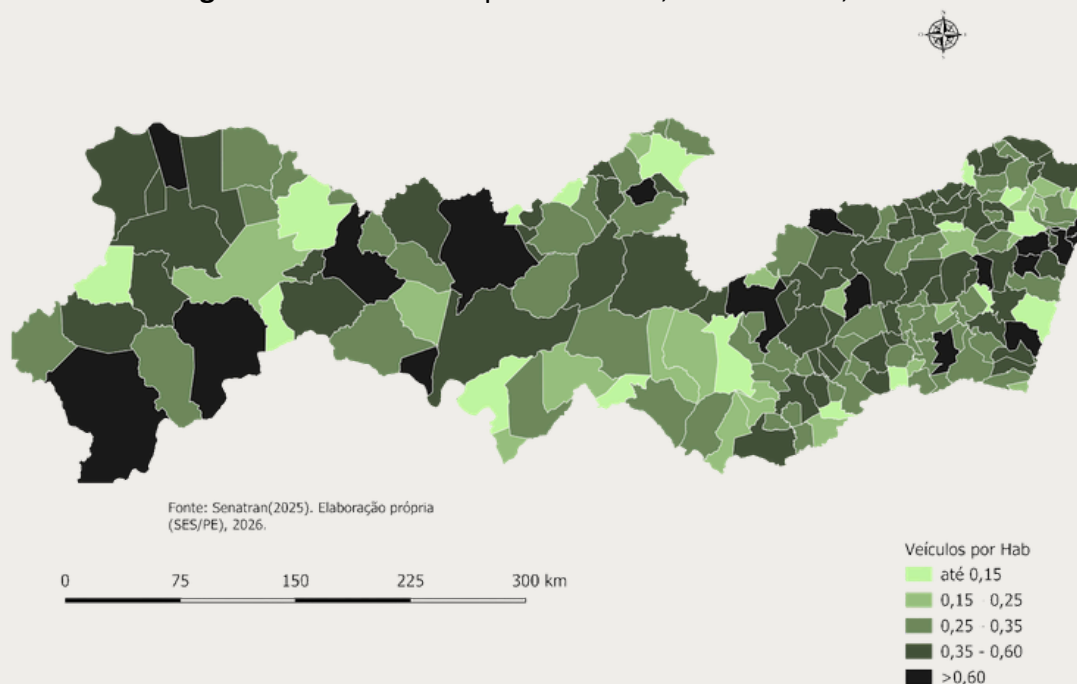 Fonte: Senatran(2025). Elaboração própria
(SES/PE), 2026.
0 75 150 225 300 km
Veículos por Hab
até 0,15
0,15 - 0,25
0,25 - 0,35
0,35 - 0,60
>0,60